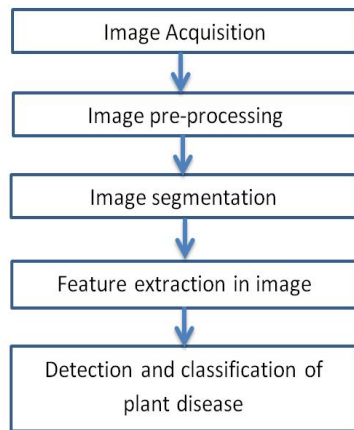 Image Acquisition
Image pre-processing
Image segmentation
Feature extraction in image
Detection and classification of
plant disease